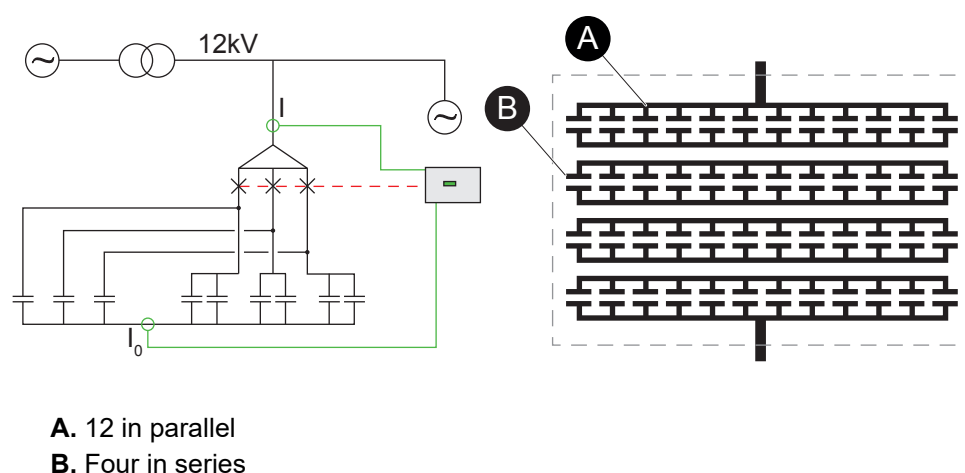 12kV
I
I₀
A
B
A. 12 in parallel
B. Four in series